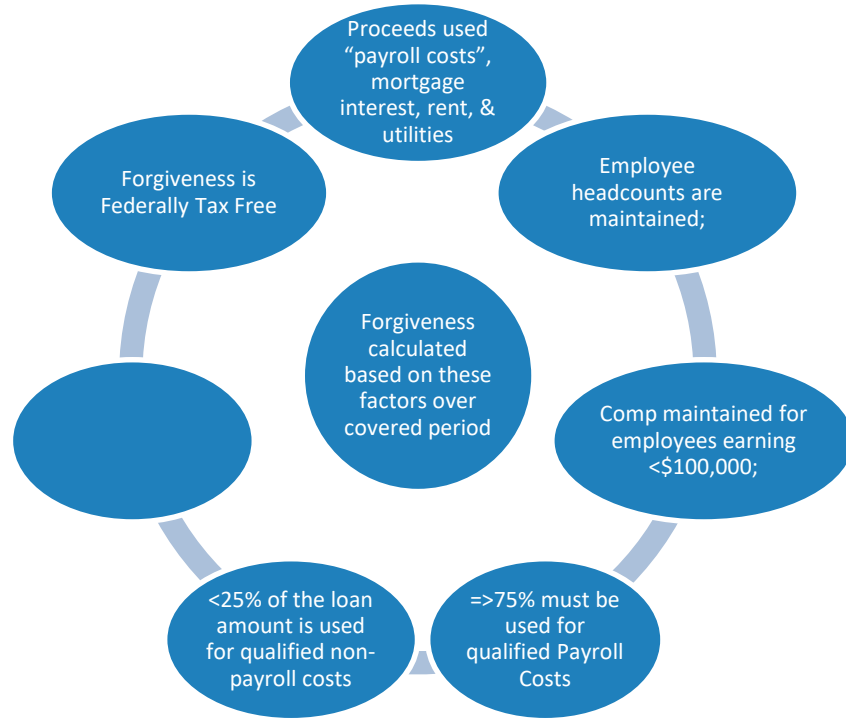 Proceeds used
“payroll costs”,
mortgage
interest, rent, &
utilities
Employee
headcounts are
maintained;
Comp maintained for
employees earning
<$100,000;
=>75% must be
used for
qualified Payroll
Costs
<25% of the loan
amount is used
for qualified non-
payroll costs
Forgiveness is
Federally Tax Free
Forgiveness
calculated
based on these
factors over
covered period